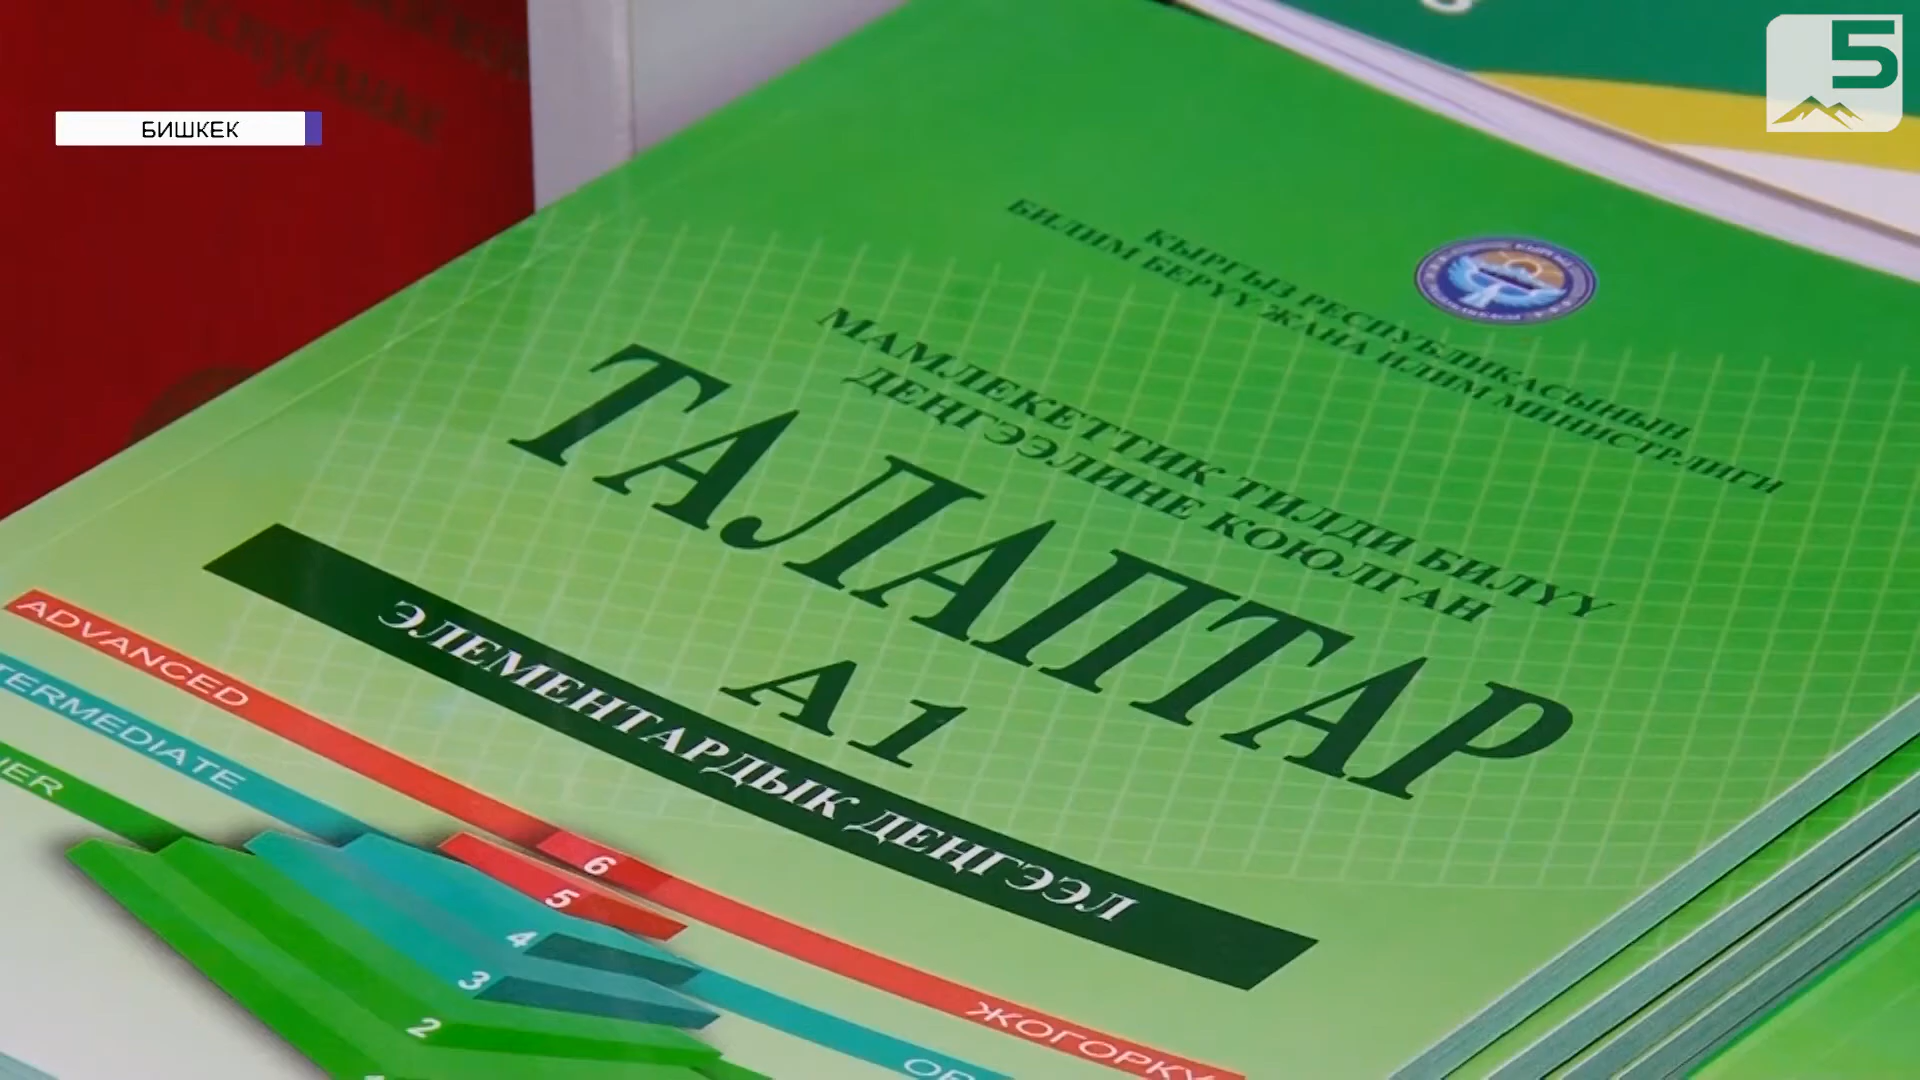 БИШКЕК
5
КЫРГЫЗ РЕСПУБЛИКАСЫНЫН
БИЛИМ БЕРҮҮ ЖАНА ИЛИМ МИНИСТРЛИГИ
МАМЛЕКЕТТИК ТИЛДИ БИЛҮҮ
ДЕҢГЭЭЛИНЕ КОЮЛГАН
ТАЛАПТАР
А1
ЭЛЕМЕНТАРДЫК ДЕҢГЭЭЛ
ADVANCED
TERMEDIATE
6
5
4
3
2
ЖОГОРКУ